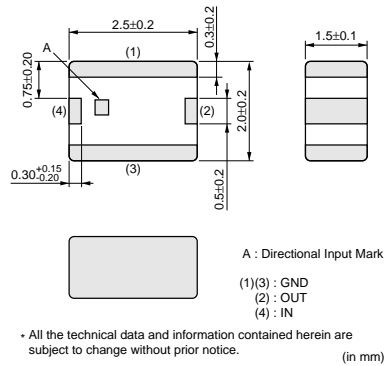 2.5±0.2
(1)
0.3±0.2
1.5±0.1
A
0.75±0.20
(4)
(2)
2.0±0.2
(3)
0.30+0.15
-0.20
0.5±0.2
A : Directional Input Mark
(1)(3) : GND
(2) : OUT
(4) : IN
* All the technical data and information contained herein are
subject to change without prior notice.
(in mm)